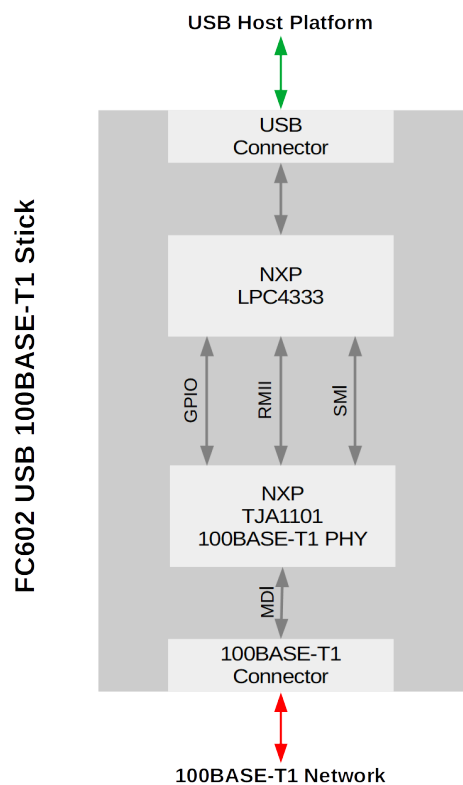 USB Host Platform
FC602 USB 100BASE-T1 Stick
USB
Connector
NXP
LPC4333
GPIO
RMII
SMI
NXP
TJA1101
100BASE-T1 PHY
MDI
100BASE-T1
Connector
100BASE-T1 Network